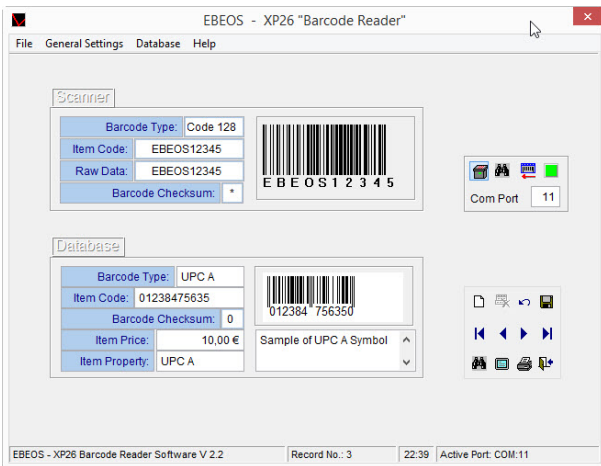 EBEOS - XP26 "Barcode Reader"
File General Settings Database Help
Scanner
Barcode Type: Code 128
Item Code: EBEOS12345
Raw Data: EBEOS12345
Barcode Checksum: *
EBEOS12345
Com Port 11
Database
Barcode Type: UPC A
Item Code: 01238475635
Barcode Checksum: 0
Item Price: 10,00 €
Item Property: UPC A
012384 756350
Sample of UPC A Symbol
EBEOS - XP26 Barcode Reader Software V 2.2 Record No.: 3 22:39 Active Port: COM:11